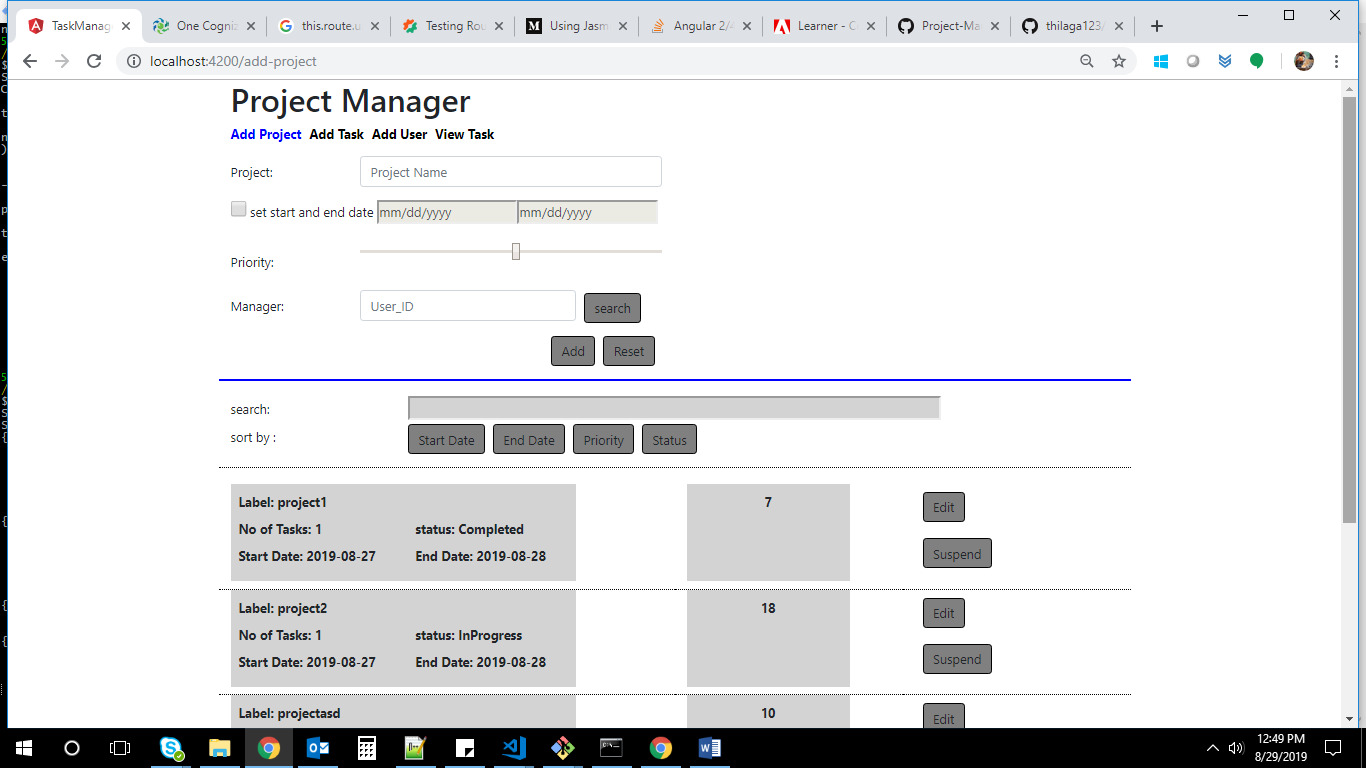 TaskManag
One Cogniz
this.route.u
Testing Rou
Using Jasm
Angular 2/4
Learner - C
Project-Ma
thilaga123/
localhost:4200/add-project
Project Manager
Add Project Add Task Add User View Task
Project: Project Name
set start and end date mm/dd/yyyy mm/dd/yyyy
Priority:
Manager: User_ID search
Add Reset
search:
sort by : Start Date End Date Priority Status
Label: project1 7 Edit
No of Tasks: 1 status: Completed
Start Date: 2019-08-27 End Date: 2019-08-28 Suspend
Label: project2 18 Edit
No of Tasks: 1 status: InProgress
Start Date: 2019-08-27 End Date: 2019-08-28 Suspend
Label: projectasd 10 Edit
12:49 PM
8/29/2019